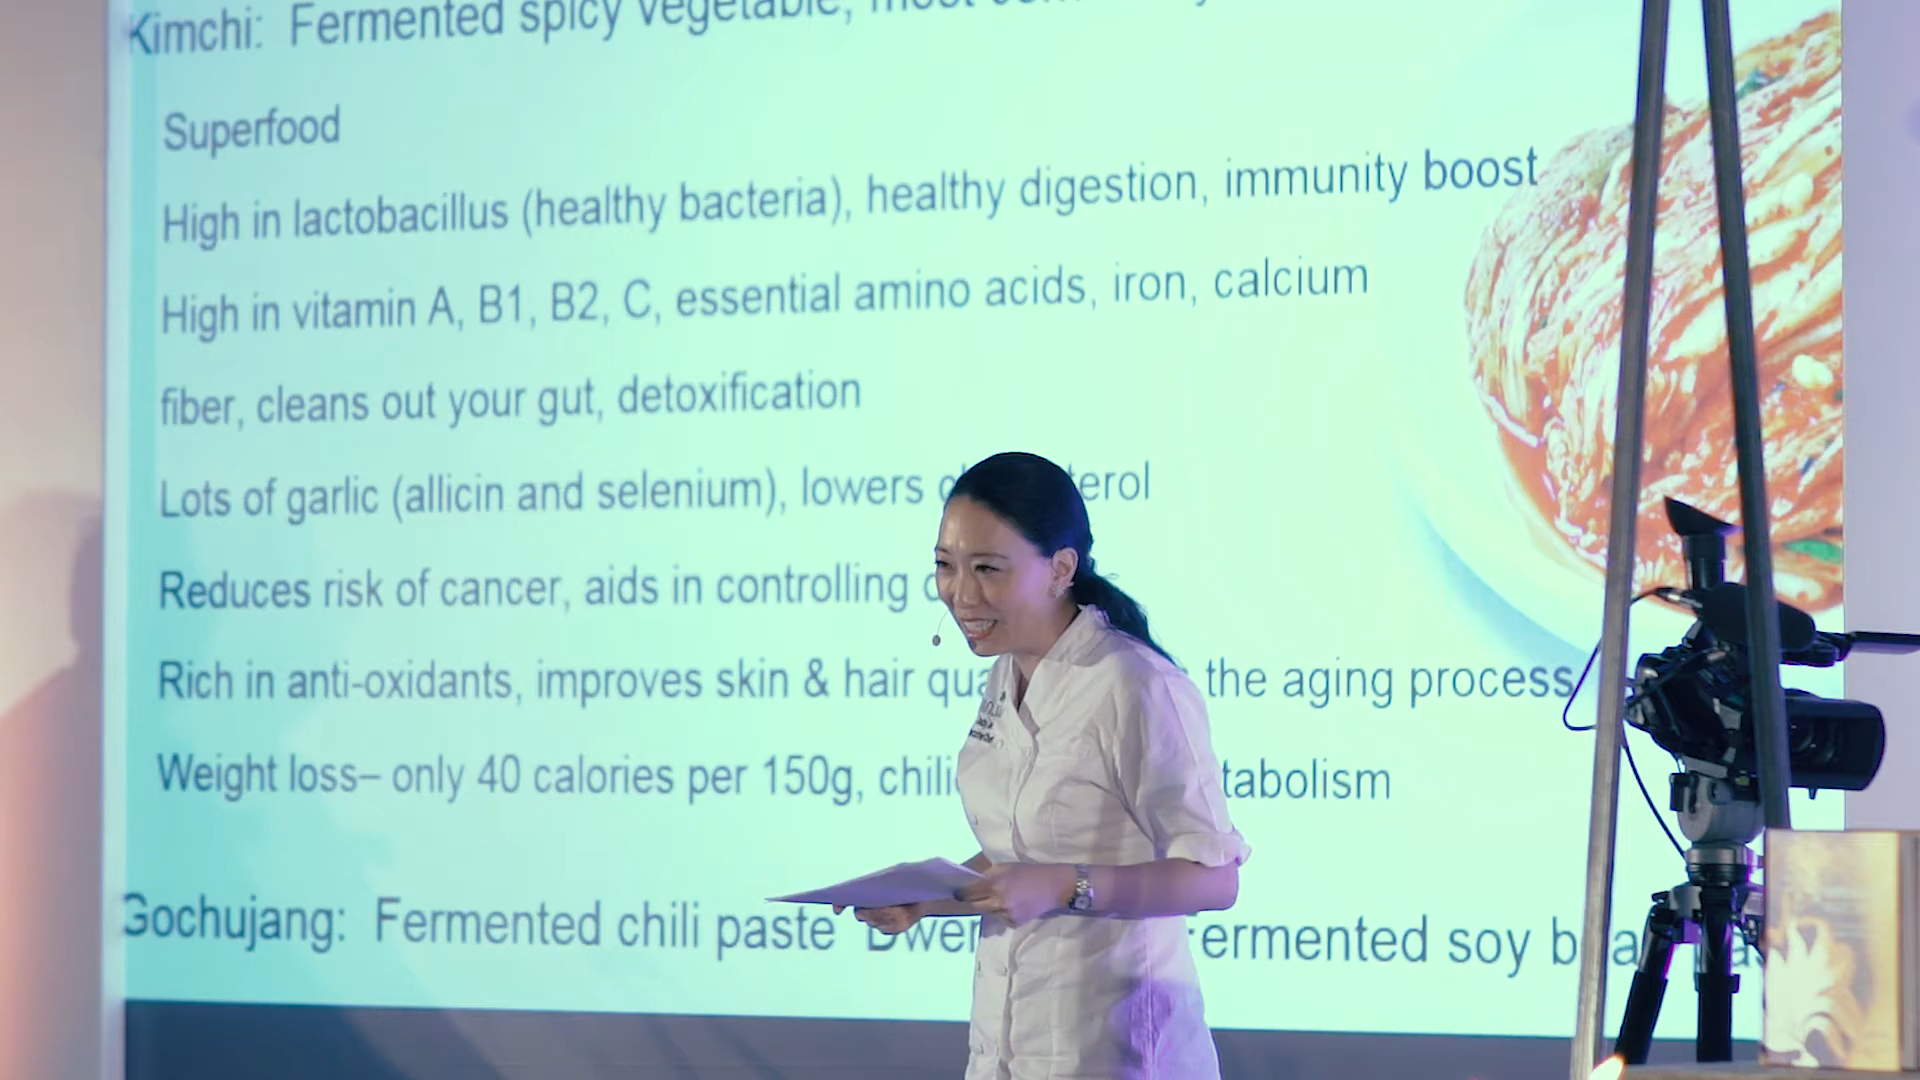 Kimchi: Fermented spicy vegetable, most
Superfood
High in lactobacillus (healthy bacteria), healthy digestion, immunity boost
High in vitamin A, B1, B2, C, essential amino acids, iron, calcium
fiber, cleans out your gut, detoxification
Lots of garlic (allicin and selenium), lowers
Reduces risk of cancer, aids in controlling
Rich in anti-oxidants, improves skin & hair the aging process
Weight loss– only 40 calories per 150g,
Gochujang: Fermented chili paste fermented soy